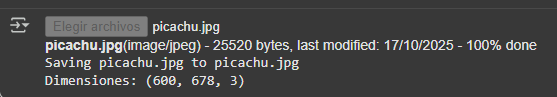 Elegir archivos picachu.jpg
picachu.jpg(image/jpeg) - 25520 bytes, last modified: 17/10/2025 - 100% done
Saving picachu.jpg to picachu.jpg
Dimensiones: (600, 678, 3)